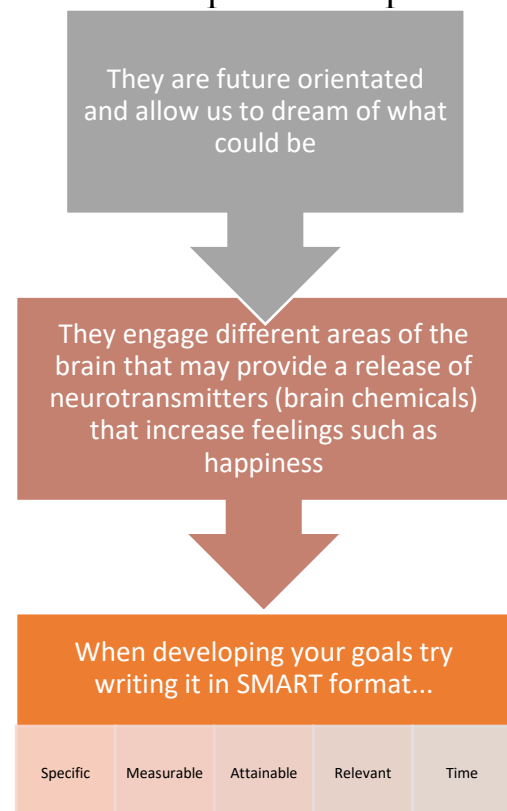 They are future orientated
and allow us to dream of what
could be
They engage different areas of the
brain that may provide a release of
neurotransmitters (brain chemicals)
that increase feelings such as
happiness
When developing your goals try
writing it in SMART format...
Specific Measurable Attainable Relevant Time